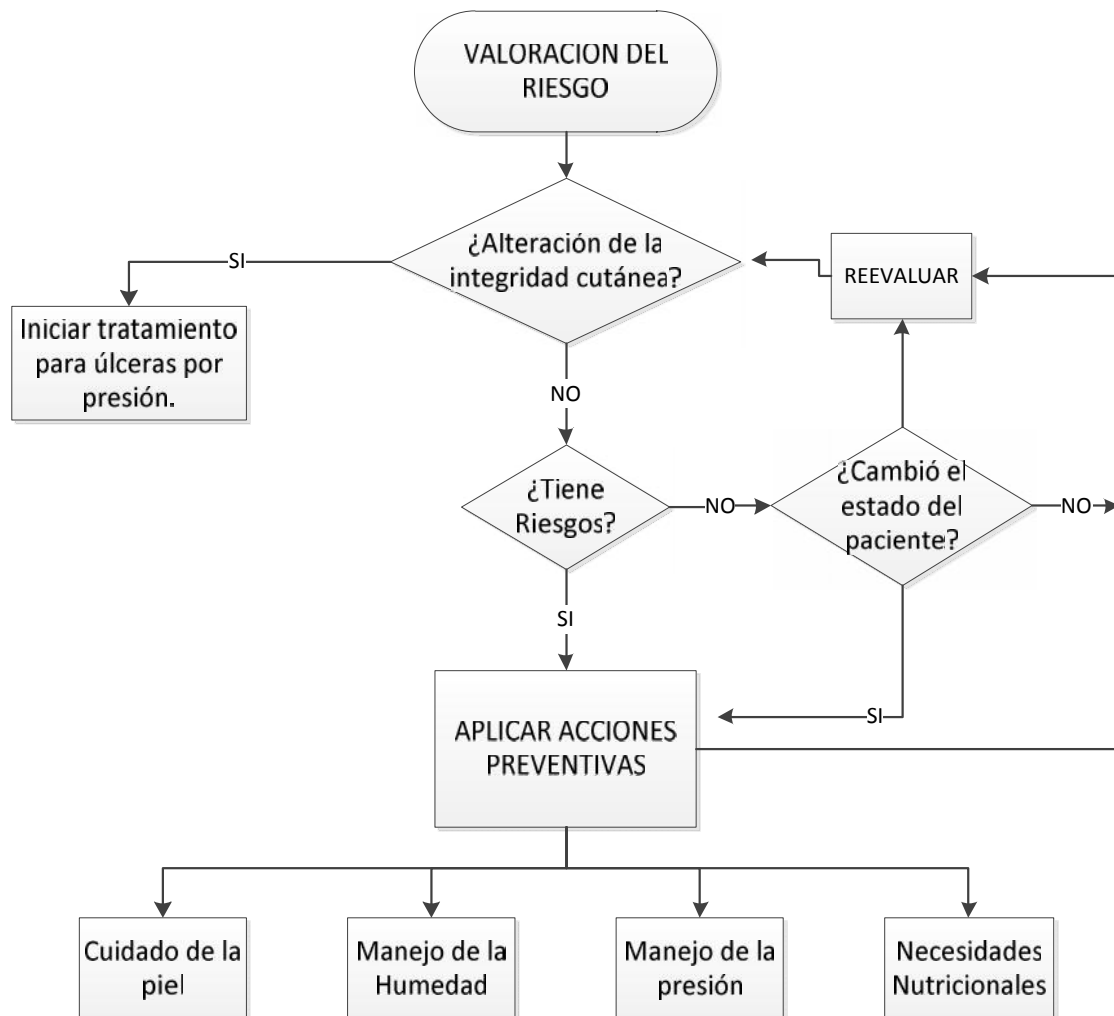 VALORACION DEL
RIESGO
¿Alteración de la
integridad cutánea?
SI
REEVALUAR
Iniciar tratamiento
para úlceras por
presión.
NO
¿Tiene
Riesgos?
NO
¿Cambió el
estado del
paciente?
NO
SI
SI
APLICAR ACCIONES
PREVENTIVAS
Cuidado de la
piel
Manejo de la
Humedad
Manejo de la
presión
Necesidades
Nutricionales